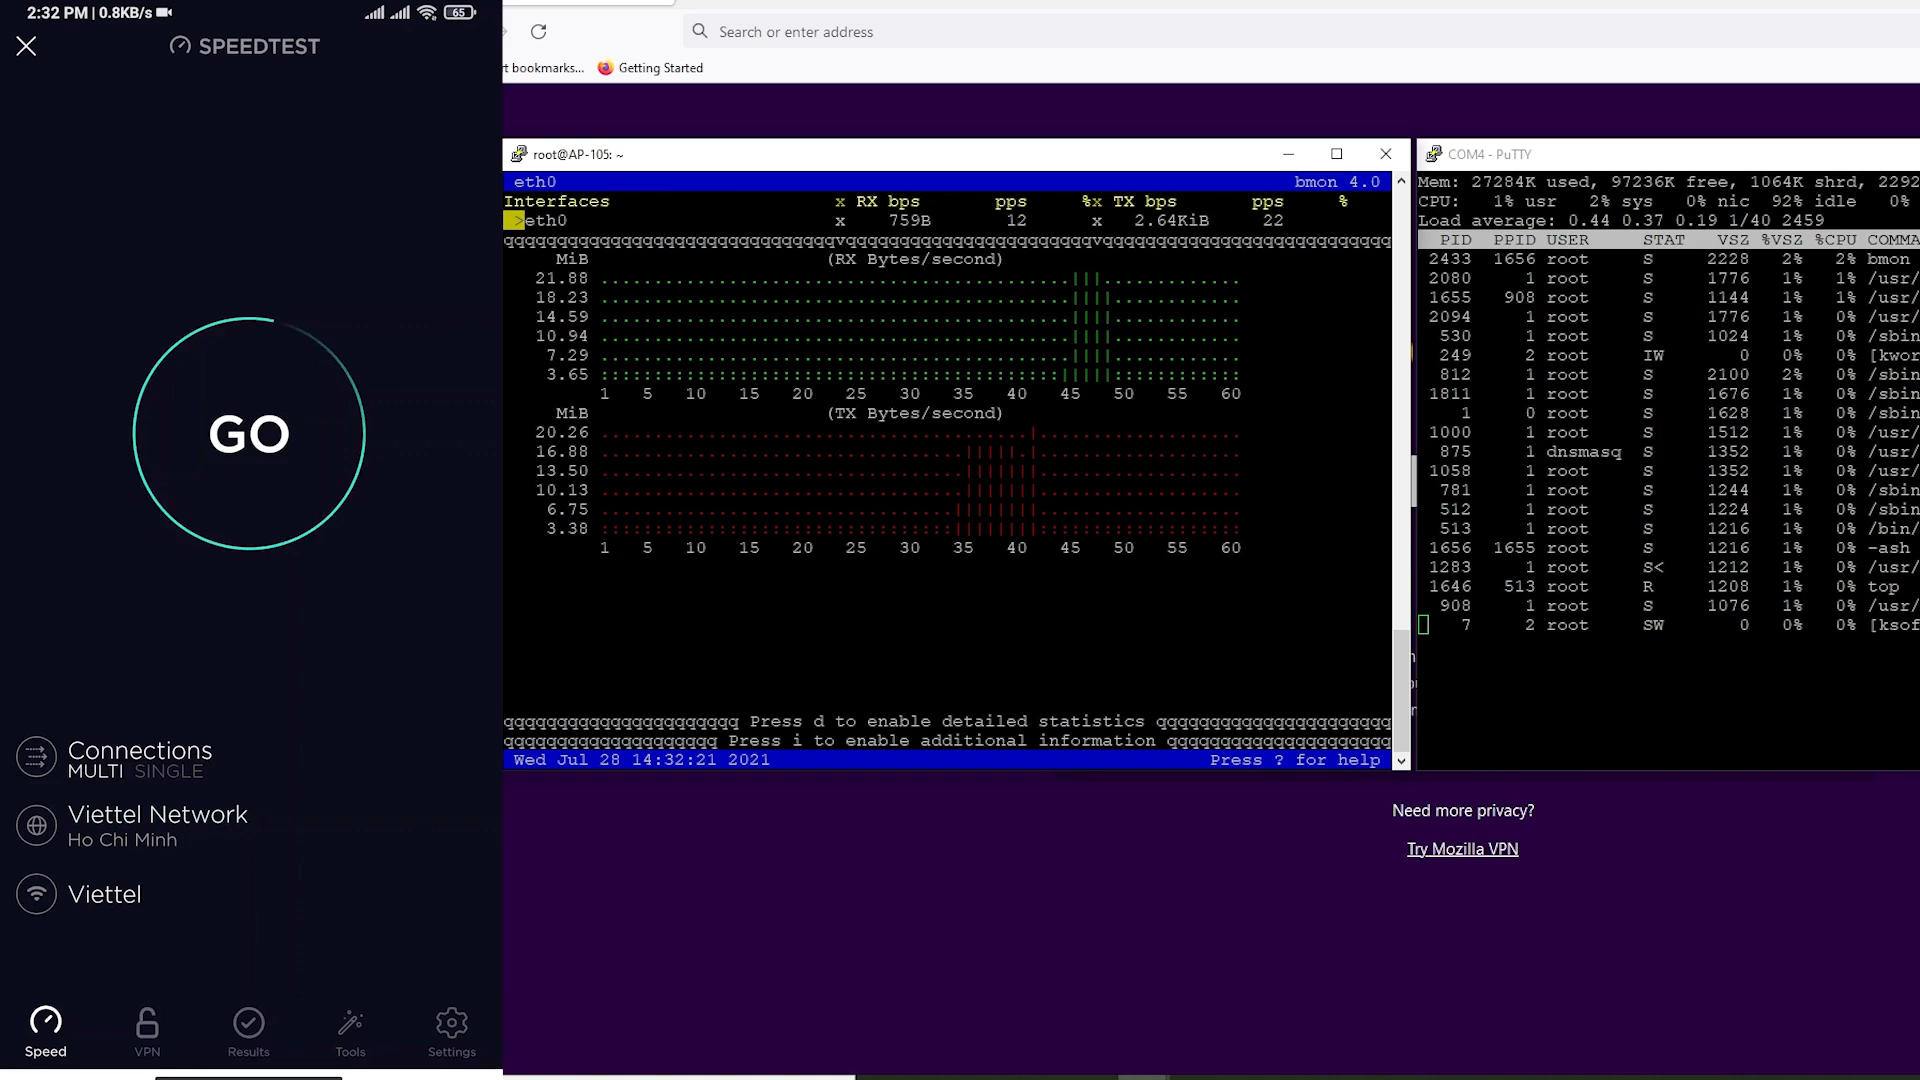 2:32 PM | 0.8KB/s
65
SPEEDTEST
GO
Connections
MULTI SINGLE
Viettel Network
Ho Chi Minh
Viettel
Speed
VPN
Results
Tools
Settings
Search or enter address
t bookmarks...
Getting Started
root@AP-105: ~
eth0 bmon 4.0
Interfaces x RX bps pps %x TX bps pps %
>eth0 x 759B 12 x 2.64KiB 22
MiB (RX Bytes/second)
21.88
18.23
14.59
10.94
7.29
3.65
1 5 10 15 20 25 30 35 40 45 50 55 60
MiB (TX Bytes/second)
20.26
16.88
13.50
10.13
6.75
3.38
1 5 10 15 20 25 30 35 40 45 50 55 60
Press d to enable detailed statistics
Press i to enable additional information
Wed Jul 28 14:32:21 2021 Press ? for help
COM4 - PuTTY
Mem: 27284K used, 97236K free, 1064K shrd, 2292
CPU: 1% usr 2% sys 0% nic 92% idle 0%
Load average: 0.44 0.37 0.19 1/40 2459
PID PPID USER STAT VSZ %VSZ %CPU COMMA
2433 1656 root S 2228 2% 2% bmon
2080 1 root S 1776 1% 1% /usr/
1655 908 root S 1144 1% 1% /usr/
2094 1 root S 1776 1% 0% /usr/
530 1 root S 1024 1% 0% /sbin
249 2 root IW 0 0% 0% [kwor
812 1 root S 2100 2% 0% /sbin
1811 1 root S 1676 1% 0% /sbin
1 0 root S 1628 1% 0% /sbin
1000 1 root S 1512 1% 0% /usr/
875 1 dnsmasq S 1352 1% 0% /usr/
1058 1 root S 1352 1% 0% /usr/
781 1 root S 1244 1% 0% /sbin
512 1 root S 1224 1% 0% /sbin
513 1 root S 1216 1% 0% /bin/
1656 1655 root S 1216 1% 0% -ash
1283 1 root S< 1212 1% 0% /usr/
1646 513 root R 1208 1% 0% top
908 1 root S 1076 1% 0% /usr/
7 2 root SW 0 0% 0% [ksof
Need more privacy?
Try Mozilla VPN